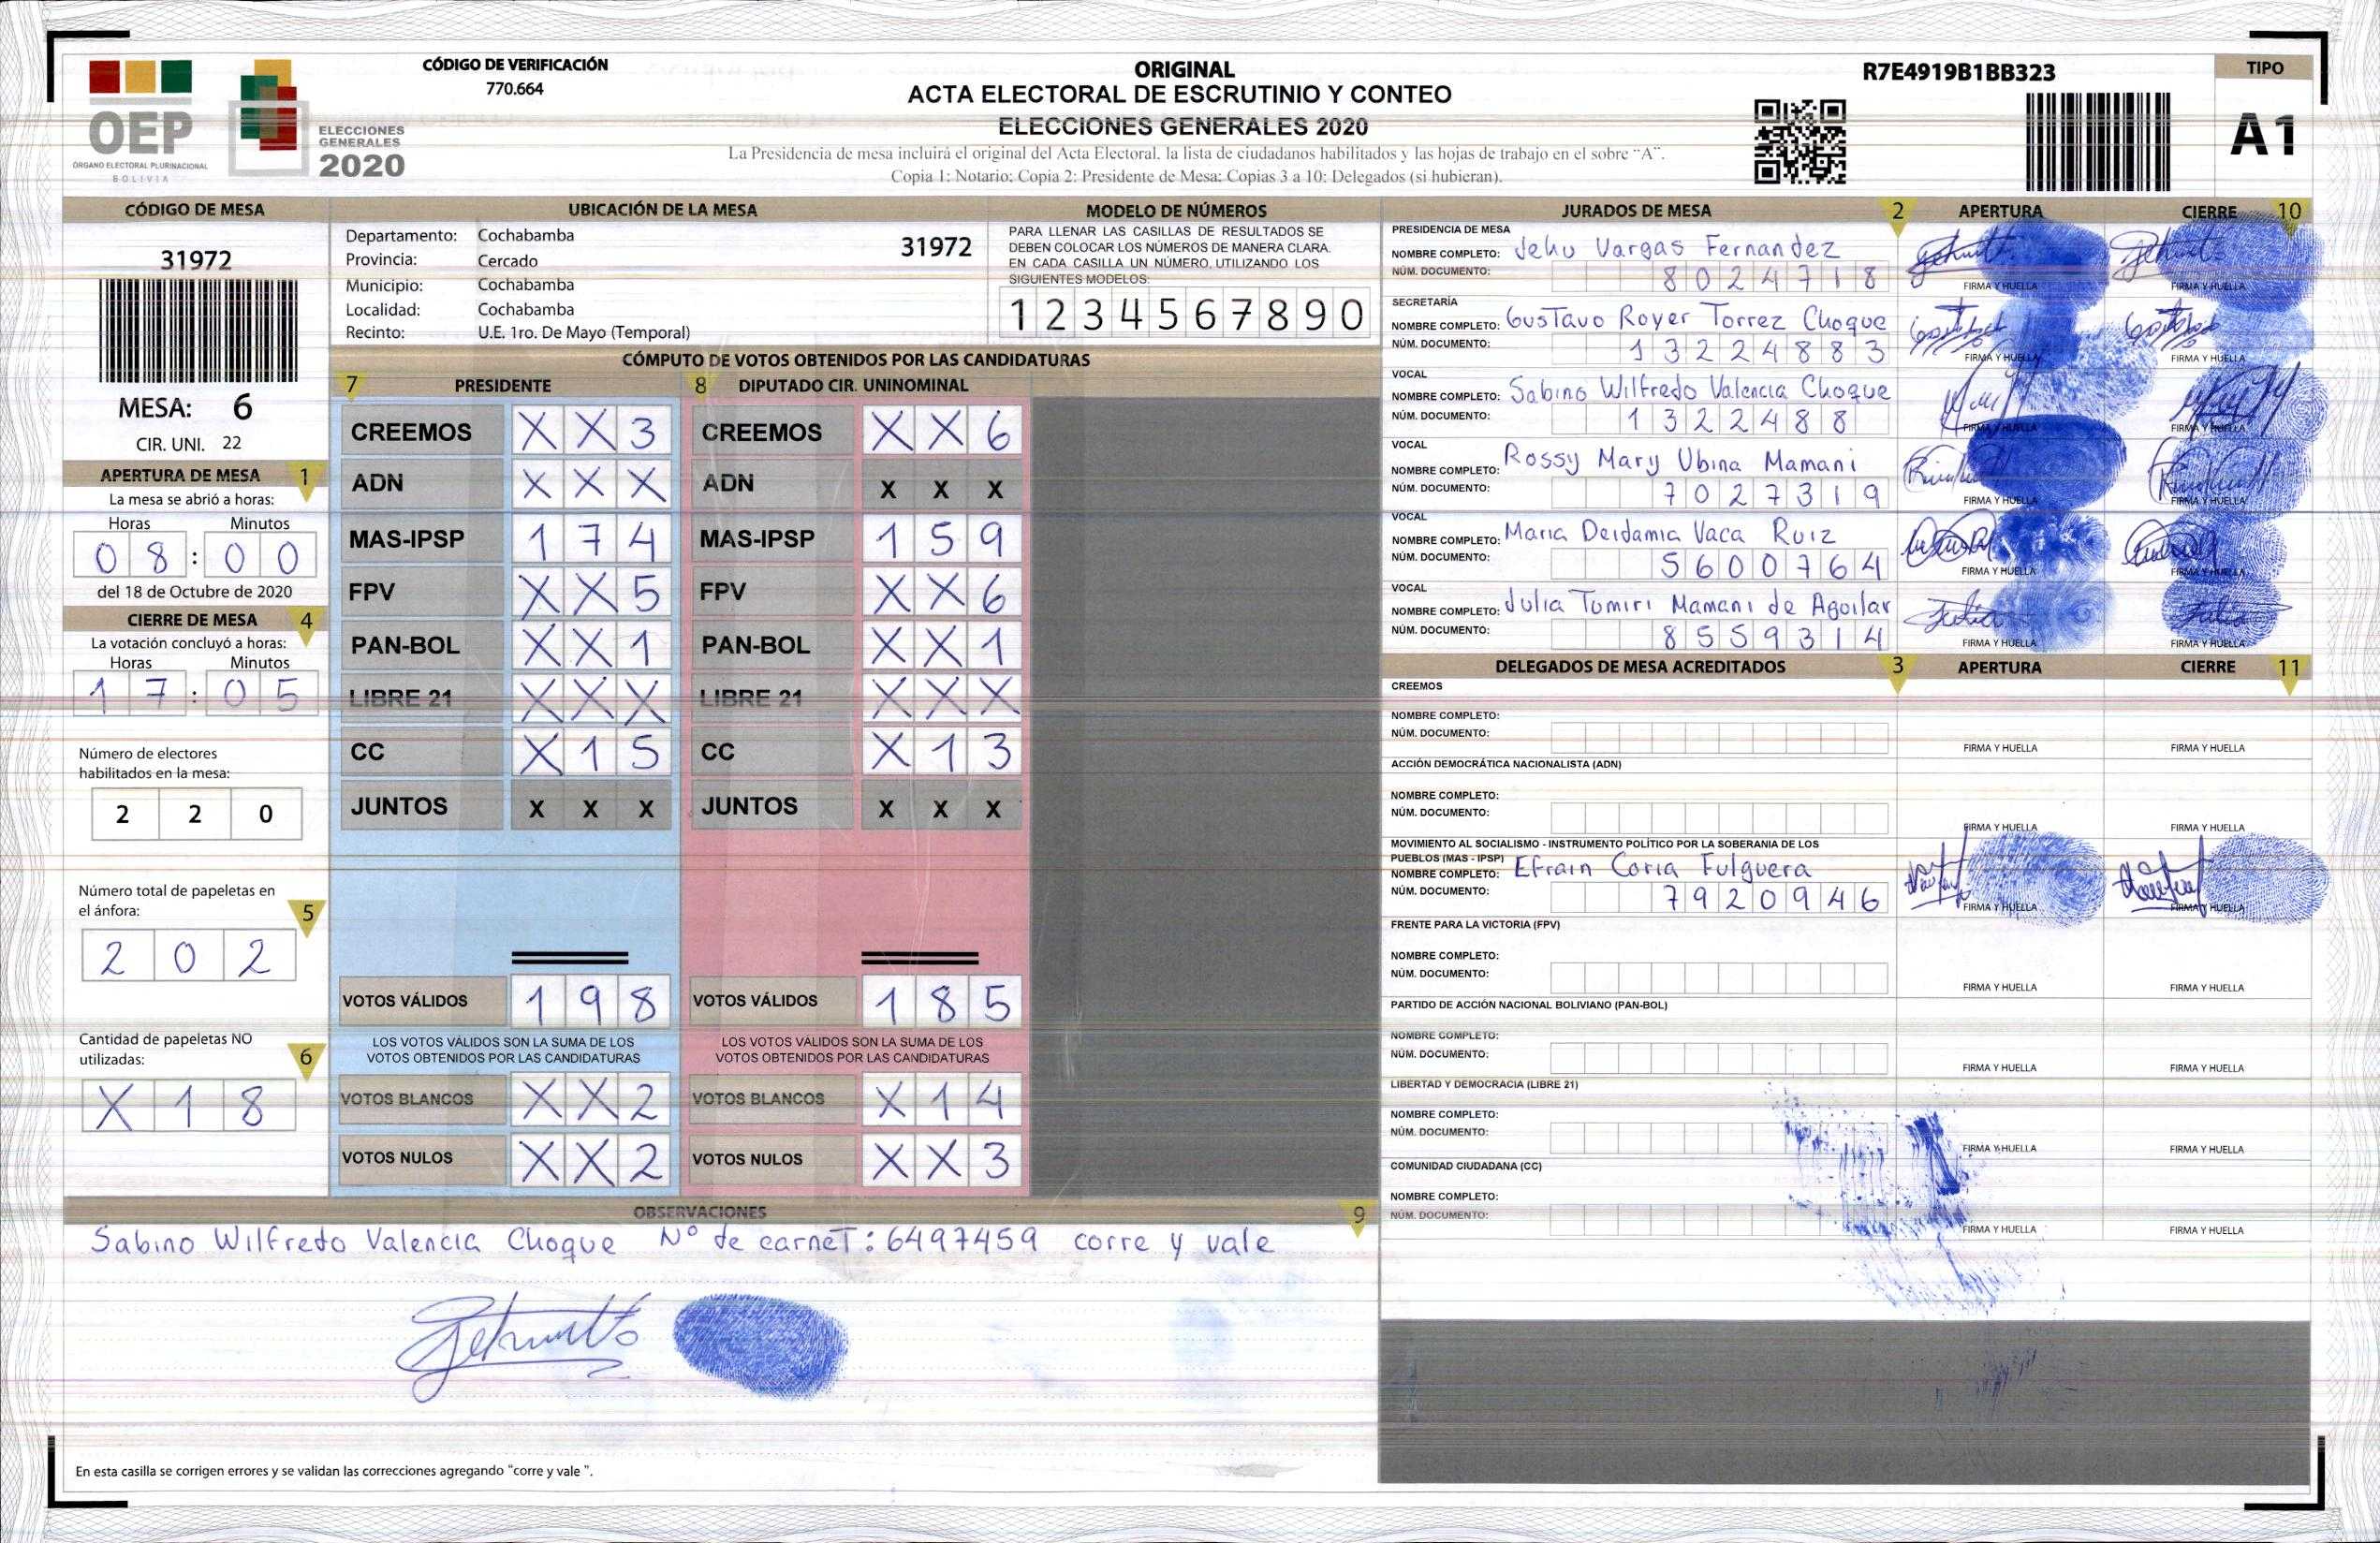 CÓDIGO DE VERIFICACIÓN
770.664
OEP
ÓRGANO ELECTORAL PLURINACIONAL
BOLIVIA
ELECCIONES
GENERALES
2020
ORIGINAL
ACTA ELECTORAL DE ESCRUTINIO Y CONTEO
ELECCIONES GENERALES 2020
La Presidencia de mesa incluirá el original del Acta Electoral, la lista de ciudadanos habilitados y las hojas de trabajo en el sobre "A".
Copia 1: Notario; Copia 2: Presidente de Mesa; Copias 3 a 10: Delegados (si hubieran).
R7E4919B1BB323
TIPO
A1
CÓDIGO DE MESA
31972
MESA: 6
CIR. UNI. 22
APERTURA DE MESA 1
La mesa se abrió a horas:
Horas Minutos
08:00
del 18 de Octubre de 2020
CIERRE DE MESA 4
La votación concluyó a horas:
Horas Minutos
17:05
Número de electores
habilitados en la mesa:
220
Número total de papeletas en
el ánfora: 5
202
Cantidad de papeletas NO
utilizadas: 6
X18
UBICACIÓN DE LA MESA
Departamento: Cochabamba 31972
Provincia: Cercado
Municipio: Cochabamba
Localidad: Cochabamba
Recinto: U.E. 1ro. De Mayo (Temporal)
MODELO DE NÚMEROS
PARA LLENAR LAS CASILLAS DE RESULTADOS SE
DEBEN COLOCAR LOS NÚMEROS DE MANERA CLARA.
EN CADA CASILLA UN NÚMERO, UTILIZANDO LOS
SIGUIENTES MODELOS:
1234567890
CÓMPUTO DE VOTOS OBTENIDOS POR LAS CANDIDATURAS
7 PRESIDENTE 8 DIPUTADO CIR. UNINOMINAL
CREEMOS XX3 CREEMOS XX6
ADN XXX ADN X X X
MAS-IPSP 174 MAS-IPSP 159
FPV XX5 FPV XX6
PAN-BOL XX1 PAN-BOL XX1
LIBRE 21 XXX LIBRE 21 XXX
CC X15 CC X13
JUNTOS X X X JUNTOS X X X
VOTOS VÁLIDOS 198 VOTOS VÁLIDOS 185
LOS VOTOS VÁLIDOS SON LA SUMA DE LOS LOS VOTOS VÁLIDOS SON LA SUMA DE LOS
VOTOS OBTENIDOS POR LAS CANDIDATURAS VOTOS OBTENIDOS POR LAS CANDIDATURAS
VOTOS BLANCOS XX2 VOTOS BLANCOS X14
VOTOS NULOS XX2 VOTOS NULOS XX3
OBSERVACIONES 9
Sabino Wilfredo Valencia Choque Nº de carneT: 6497459 corre y vale
En esta casilla se corrigen errores y se validan las correcciones agregando "corre y vale ".
JURADOS DE MESA 2 APERTURA CIERRE 10
PRESIDENCIA DE MESA
NOMBRE COMPLETO: Jehu Vargas Fernandez
NÚM. DOCUMENTO: 8024718 FIRMA Y HUELLA FIRMA Y HUELLA
SECRETARÍA
NOMBRE COMPLETO: GusTavo Royer Torrez Choque
NÚM. DOCUMENTO: 13224883 FIRMA Y HUELLA FIRMA Y HUELLA
VOCAL
NOMBRE COMPLETO: Sabino Wilfredo Valencia Choque
NÚM. DOCUMENTO: 1322488 FIRMA Y HUELLA FIRMA Y HUELLA
VOCAL
NOMBRE COMPLETO: Rossy Mary Ubina Mamani
NÚM. DOCUMENTO: 7027319 FIRMA Y HUELLA FIRMA Y HUELLA
VOCAL
NOMBRE COMPLETO: Maria Deidamia Vaca Ruiz
NÚM. DOCUMENTO: 5600764 FIRMA Y HUELLA FIRMA Y HUELLA
VOCAL
NOMBRE COMPLETO: Julia Tumiri Mamani de Aguilar
NÚM. DOCUMENTO: 8559314 FIRMA Y HUELLA FIRMA Y HUELLA
DELEGADOS DE MESA ACREDITADOS 3 APERTURA CIERRE 11
CREEMOS
NOMBRE COMPLETO:
NÚM. DOCUMENTO: FIRMA Y HUELLA FIRMA Y HUELLA
ACCIÓN DEMOCRÁTICA NACIONALISTA (ADN)
NOMBRE COMPLETO:
NÚM. DOCUMENTO: FIRMA Y HUELLA FIRMA Y HUELLA
MOVIMIENTO AL SOCIALISMO - INSTRUMENTO POLÍTICO POR LA SOBERANIA DE LOS
PUEBLOS (MAS - IPSP)
NOMBRE COMPLETO: Efrain Coria Fulguera
NÚM. DOCUMENTO: 7920946 FIRMA Y HUELLA FIRMA Y HUELLA
FRENTE PARA LA VICTORIA (FPV)
NOMBRE COMPLETO:
NÚM. DOCUMENTO: FIRMA Y HUELLA FIRMA Y HUELLA
PARTIDO DE ACCIÓN NACIONAL BOLIVIANO (PAN-BOL)
NOMBRE COMPLETO:
NÚM. DOCUMENTO: FIRMA Y HUELLA FIRMA Y HUELLA
LIBERTAD Y DEMOCRACIA (LIBRE 21)
NOMBRE COMPLETO:
NÚM. DOCUMENTO: FIRMA Y HUELLA FIRMA Y HUELLA
COMUNIDAD CIUDADANA (CC)
NOMBRE COMPLETO:
NÚM. DOCUMENTO: FIRMA Y HUELLA FIRMA Y HUELLA